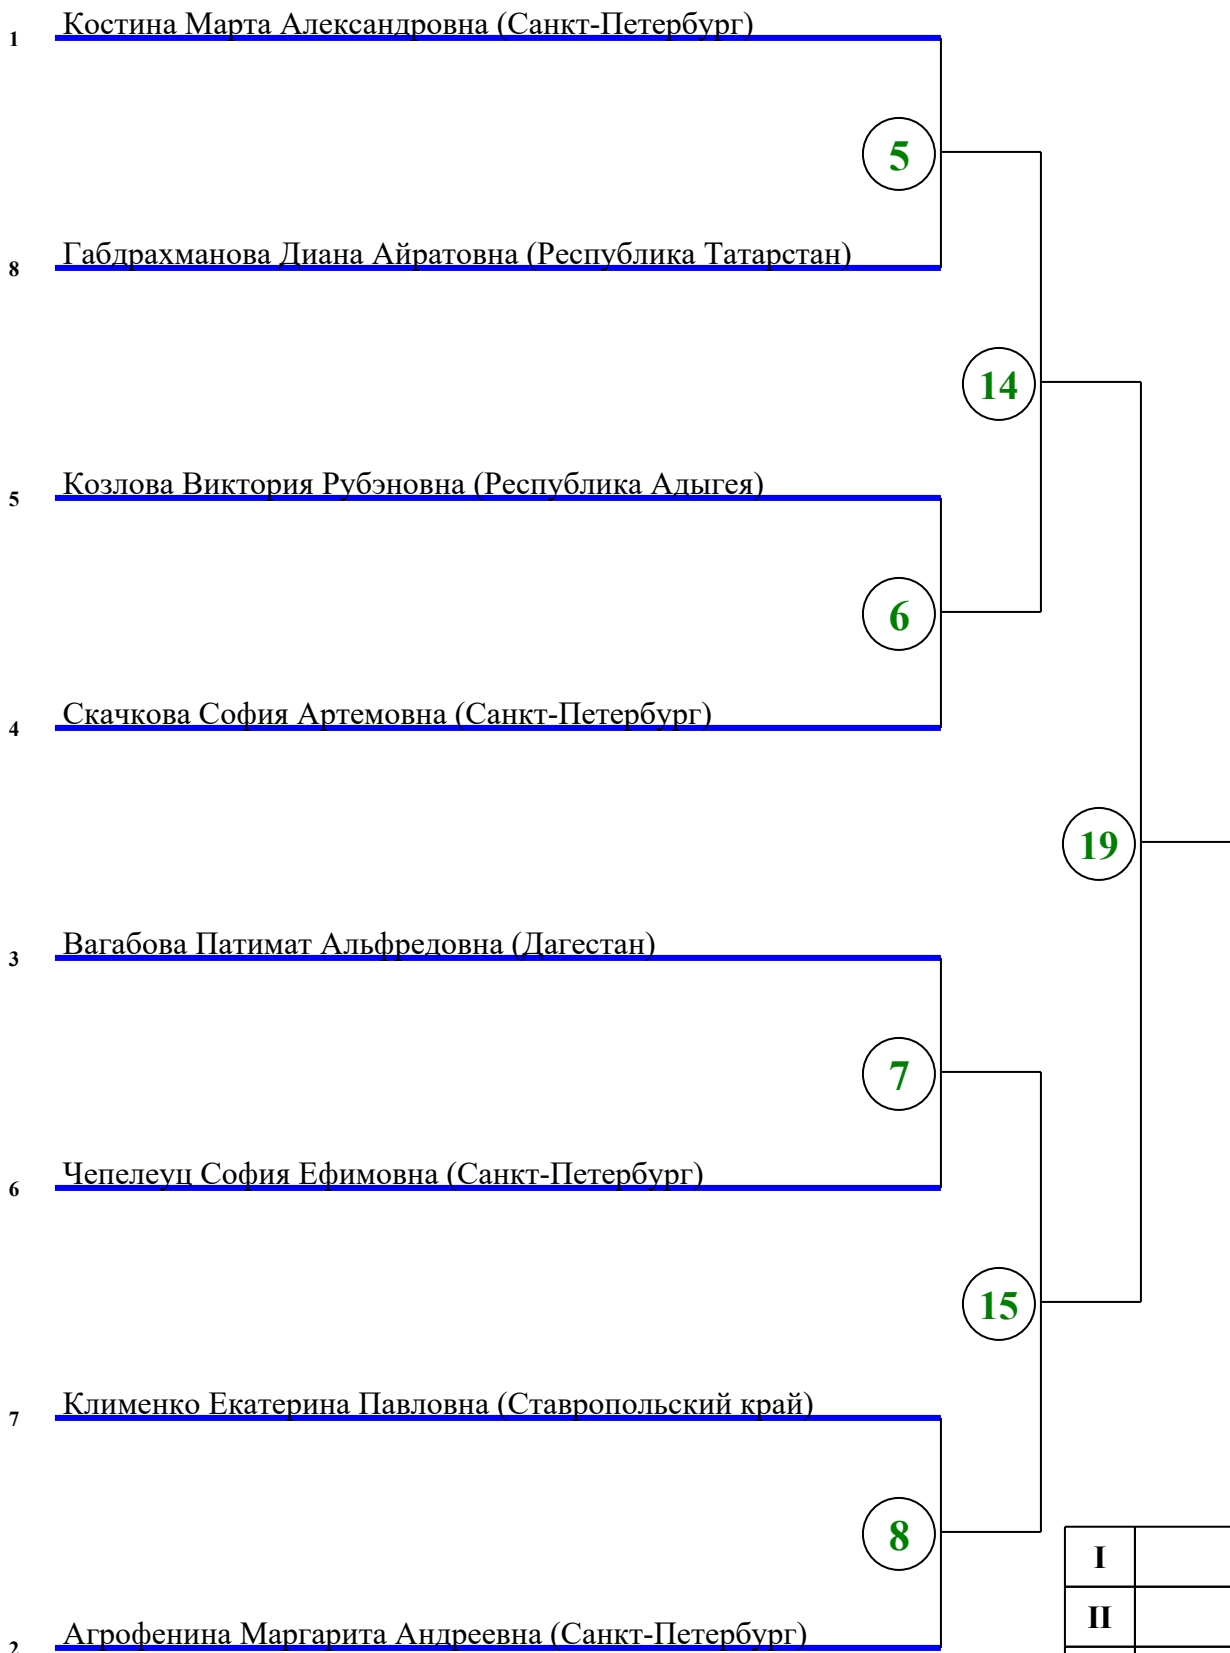 1 Костина Марта Александровна (Санкт-Петербург)
5
8 Габдрахманова Диана Айратовна (Республика Татарстан)
14
5 Козлова Виктория Рубэновна (Республика Адыгея)
6
4 Скачкова София Артемовна (Санкт-Петербург)
19
3 Вагабова Патимат Альфредовна (Дагестан)
7
6 Чепелеуц София Ефимовна (Санкт-Петербург)
15
7 Клименко Екатерина Павловна (Ставропольский край)
8
I
II
2 Агрофенина Маргарита Андреевна (Санкт-Петербург)